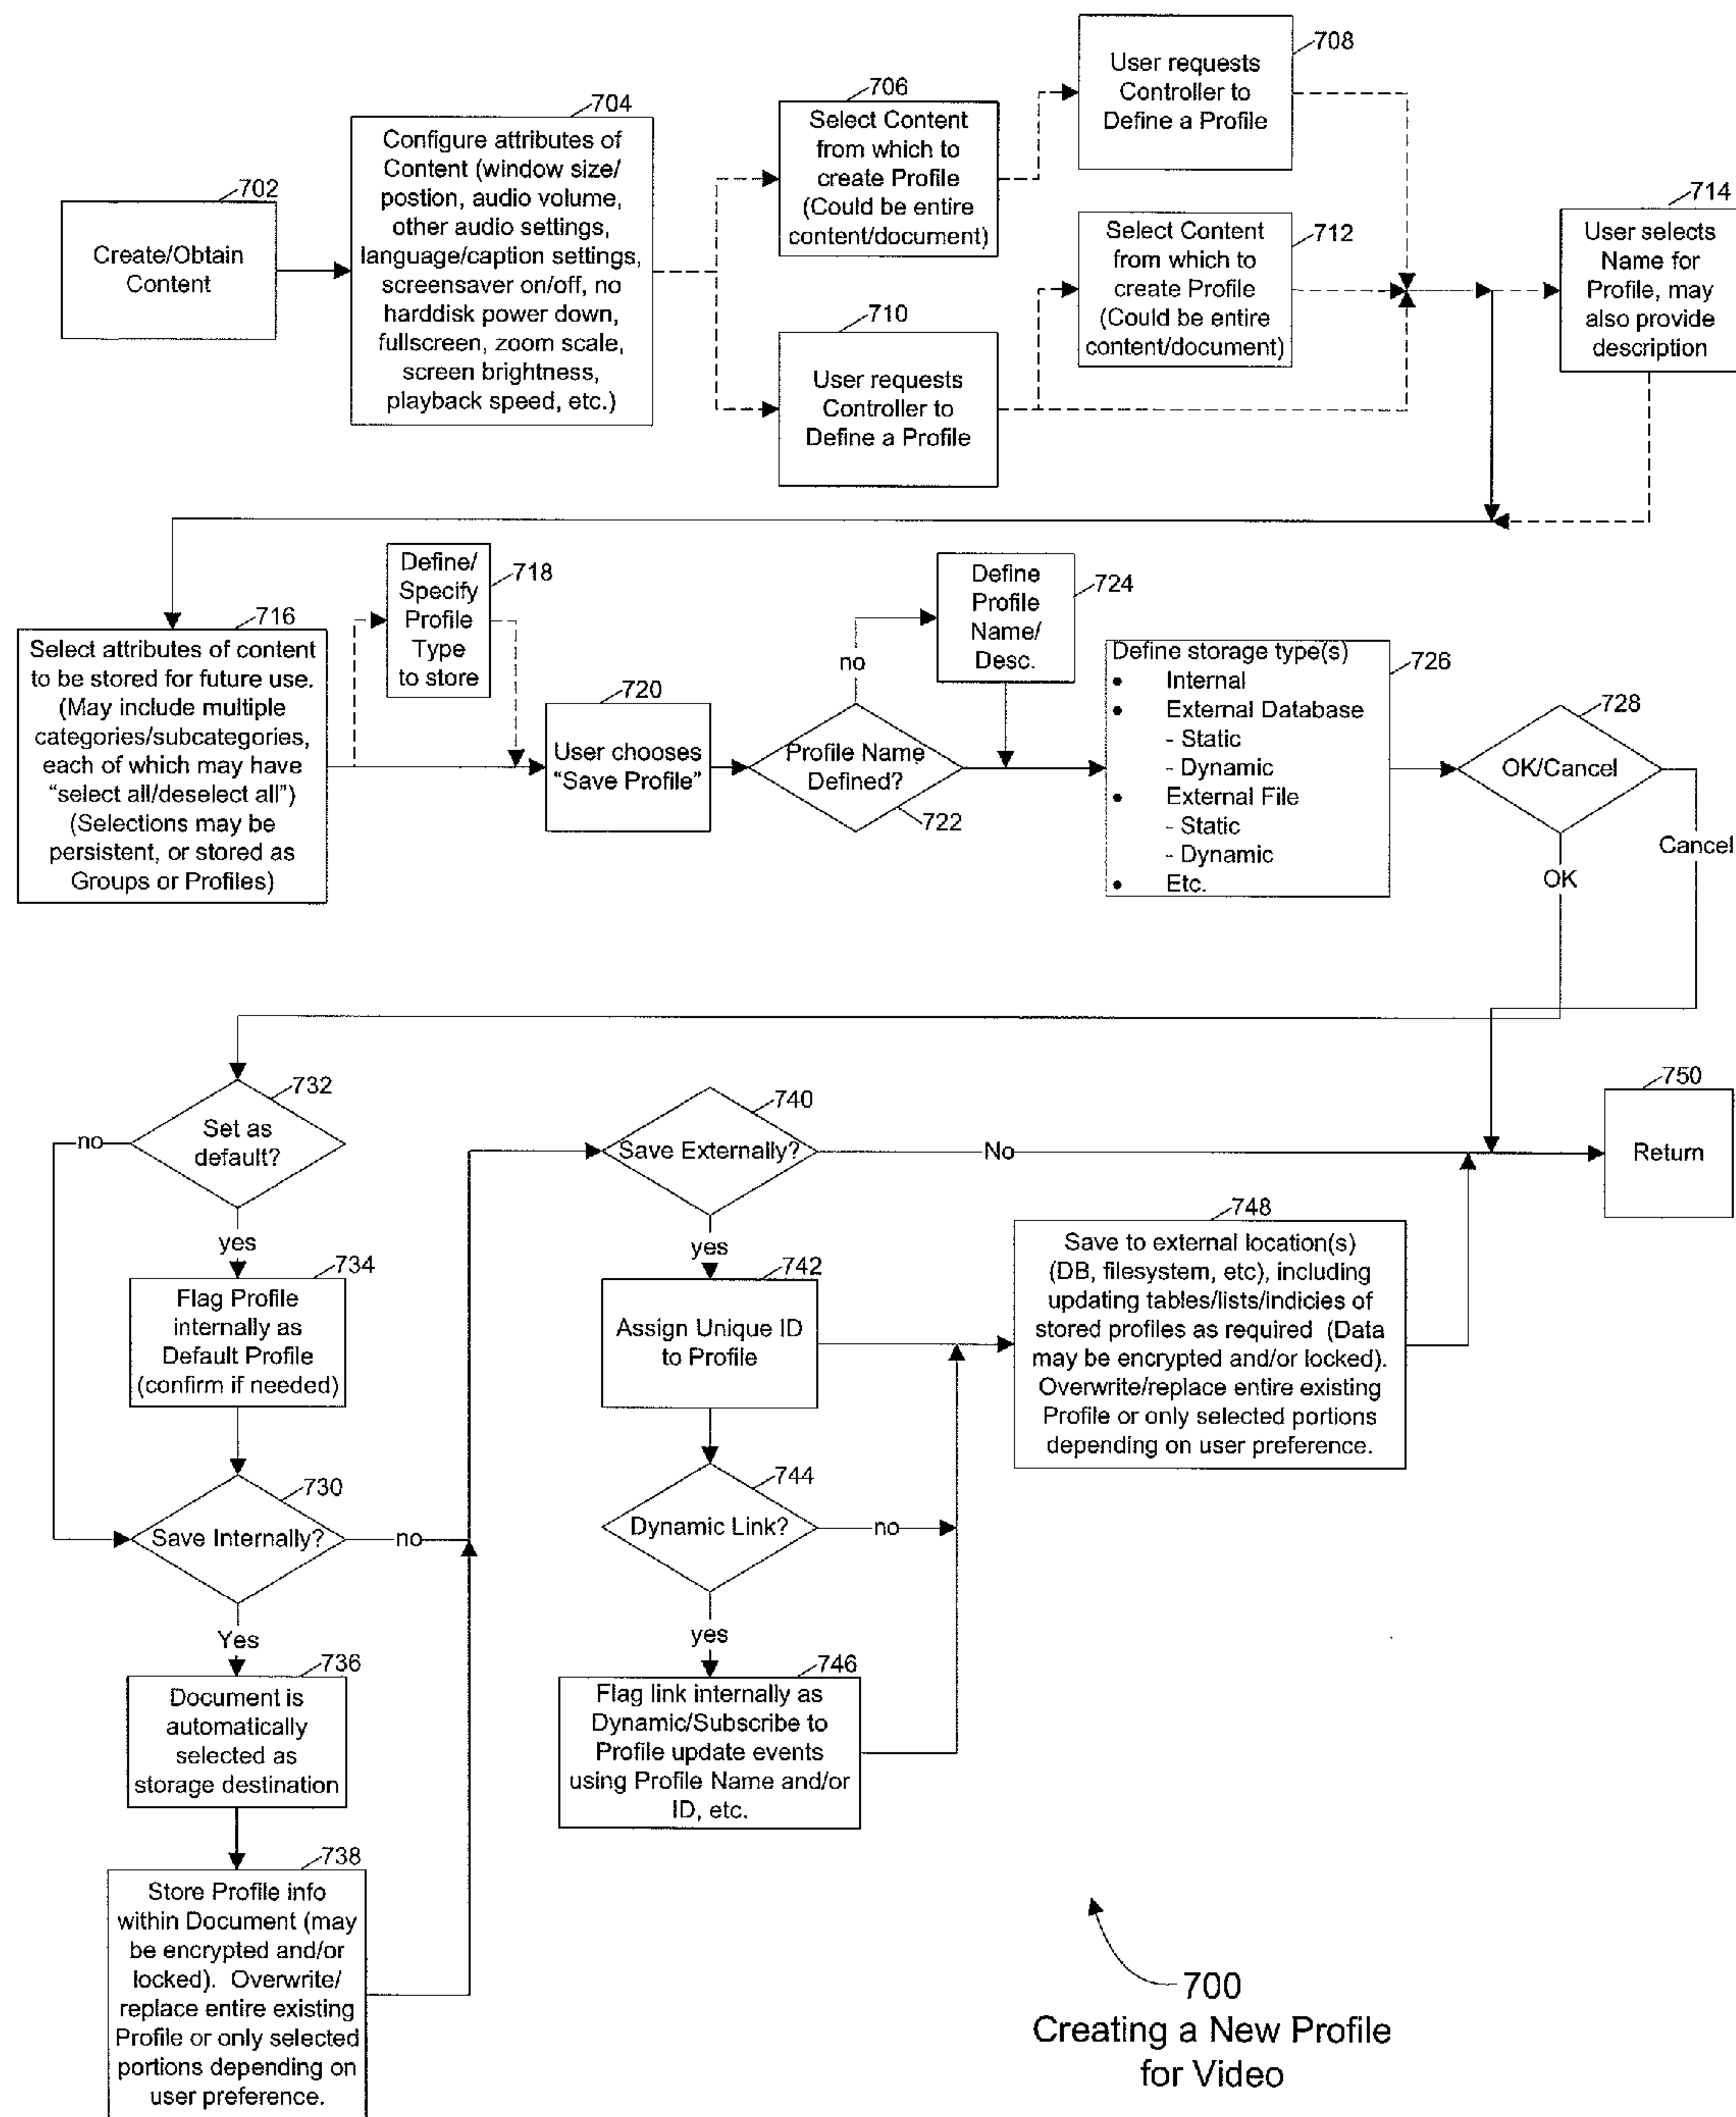 702
Create/Obtain
Content
704
Configure attributes of
Content (window size/
postion, audio volume,
other audio settings,
language/caption settings,
screensaver on/off, no
harddisk power down,
fullscreen, zoom scale,
screen brightness,
playback speed, etc.)
706
Select Content
from which to
create Profile
(Could be entire
content/document)
708
User requests
Controller to
Define a Profile
710
User requests
Controller to
Define a Profile
712
Select Content
from which to
create Profile
(Could be entire
content/document)
714
User selects
Name for
Profile, may
also provide
description
716
Select attributes of content
to be stored for future use.
(May include multiple
categories/subcategories,
each of which may have
“select all/deselect all”)
(Selections may be
persistent, or stored as
Groups or Profiles)
718
Define/
Specify
Profile
Type
to store
720
User chooses
“Save Profile”
722
Profile Name
Defined?
no
724
Define
Profile
Name/
Desc.
726
Define storage type(s)
• Internal
• External Database
- Static
- Dynamic
• External File
- Static
- Dynamic
• Etc.
728
OK/Cancel
Cancel
OK
732
Set as
default?
no
yes
734
Flag Profile
internally as
Default Profile
(confirm if needed)
730
Save Internally?
no
Yes
736
Document is
automatically
selected as
storage destination
738
Store Profile info
within Document (may
be encrypted and/or
locked). Overwrite/
replace entire existing
Profile or only selected
portions depending on
user preference.
740
Save Externally?
No
yes
742
Assign Unique ID
to Profile
744
Dynamic Link?
no
yes
746
Flag link internally as
Dynamic/Subscribe to
Profile update events
using Profile Name and/or
ID, etc.
748
Save to external location(s)
(DB, filesystem, etc), including
updating tables/lists/indicies of
stored profiles as required (Data
may be encrypted and/or locked).
Overwrite/replace entire existing
Profile or only selected portions
depending on user preference.
750
Return
700
Creating a New Profile
for Video